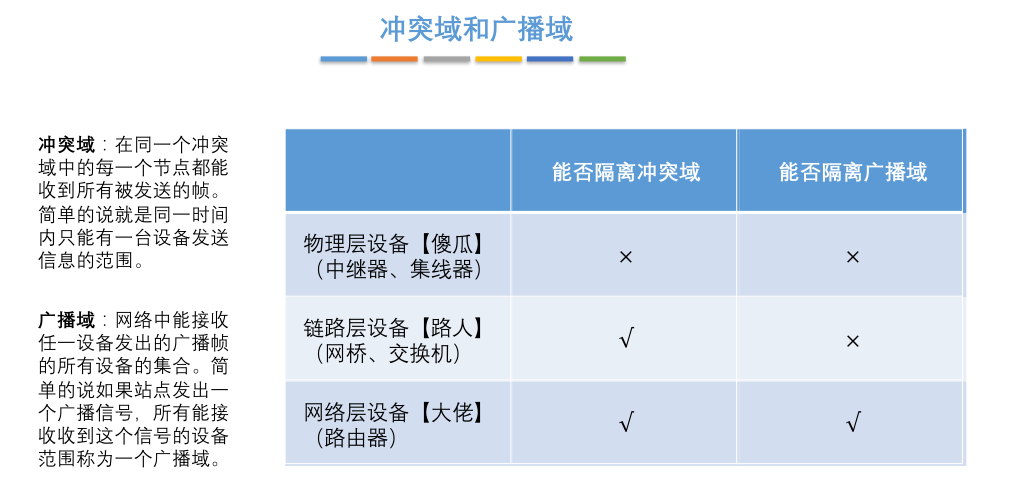 冲突域和广播域
冲突域：在同一个冲突
域中的每一个节点都能
收到所有被发送的帧。
简单的说就是同一时间
内只能有一台设备发送
信息的范围。
广播域：网络中能接收
任一设备发出的广播帧
的所有设备的集合。简
单的说如果站点发出一
个广播信号，所有能接
收收到这个信号的设备
范围称为一个广播域。
能否隔离冲突域 能否隔离广播域
物理层设备【傻瓜】
（中继器、集线器）
× ×
链路层设备【路人】
（网桥、交换机）
√ ×
网络层设备【大佬】
（路由器）
√ √